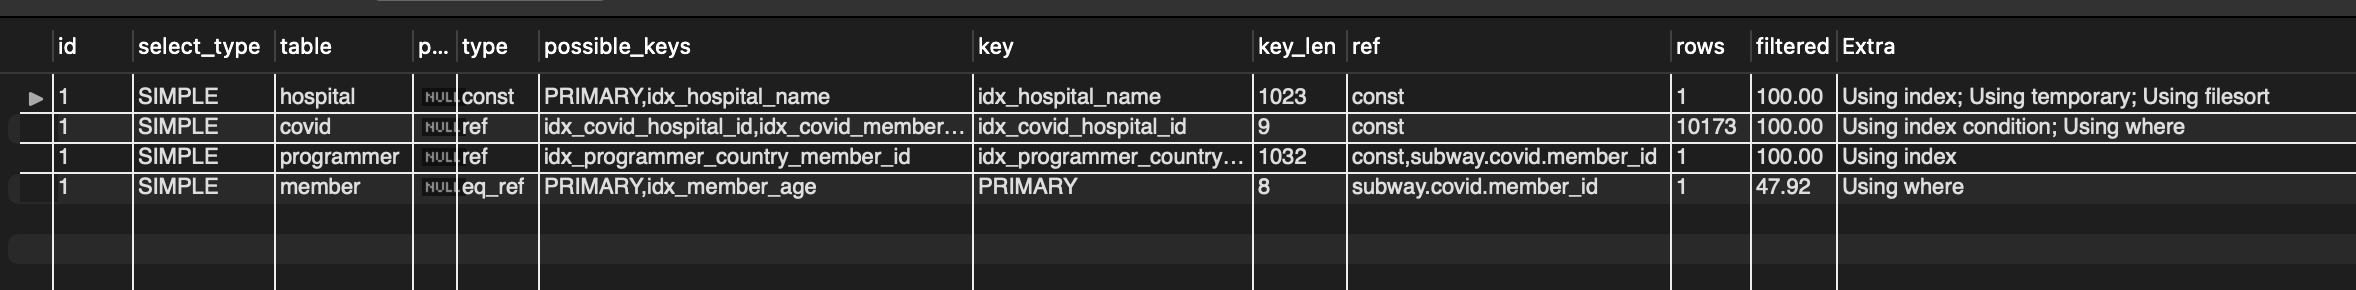 id select_type table p... type possible_keys key key_len ref rows filtered Extra
1 SIMPLE hospital NULL const PRIMARY,idx_hospital_name idx_hospital_name 1023 const 1 100.00 Using index; Using temporary; Using filesort
1 SIMPLE covid NULL ref idx_covid_hospital_id,idx_covid_member... idx_covid_hospital_id 9 const 10173 100.00 Using index condition; Using where
1 SIMPLE programmer NULL ref idx_programmer_country_member_id idx_programmer_country... 1032 const,subway.covid.member_id 1 100.00 Using index
1 SIMPLE member NULL eq_ref PRIMARY,idx_member_age PRIMARY 8 subway.covid.member_id 1 47.92 Using where